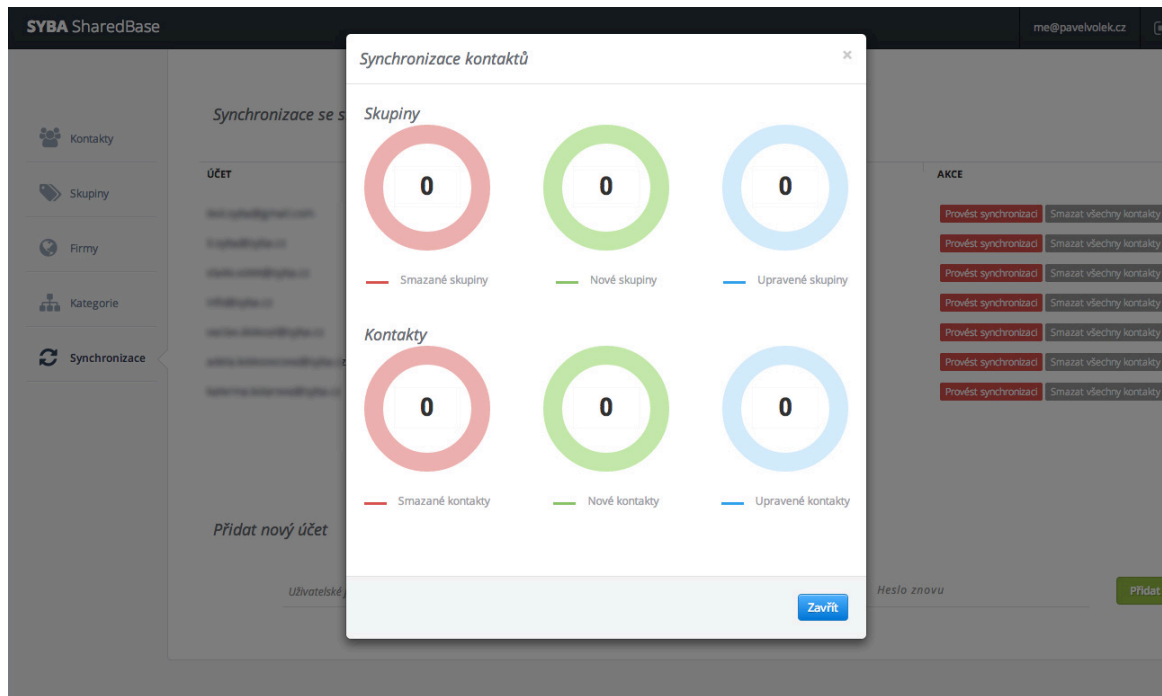 SYBA SharedBase
me@pavelvolek.cz
Synchronizace kontaktů ×
Kontakty
Skupiny
Firmy
Kategorie
Synchronizace
Synchronizace se s
ÚČET
AKCE
Provést synchronizaci Smazat všechny kontakty
Provést synchronizaci Smazat všechny kontakty
Provést synchronizaci Smazat všechny kontakty
Provést synchronizaci Smazat všechny kontakty
Provést synchronizaci Smazat všechny kontakty
Provést synchronizaci Smazat všechny kontakty
Provést synchronizaci Smazat všechny kontakty
Skupiny
0 0 0
Smazané skupiny Nové skupiny Upravené skupiny
Kontakty
0 0 0
Smazané kontakty Nové kontakty Upravené kontakty
Přidat nový účet
Uživatelské
Heslo znovu
Přidat
Zavřít